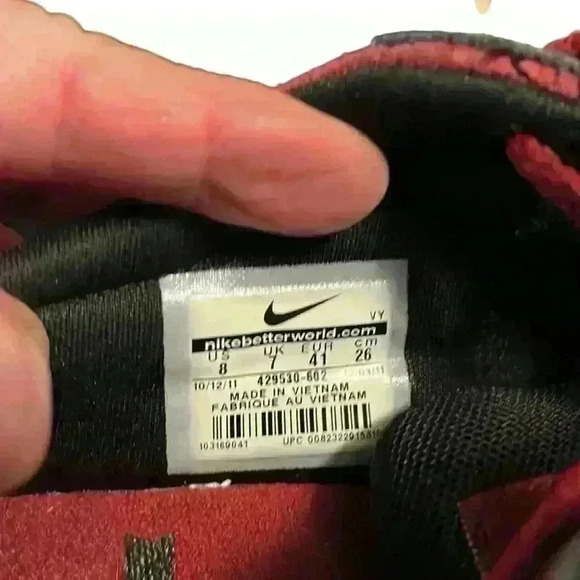 VY
nikebetterworld.com
US UK EUR cm
8 7 41 26
10/12/11 429530-602
MADE IN VIETNAM
FABRIQUE AU VIETNAM
103169041 UPC